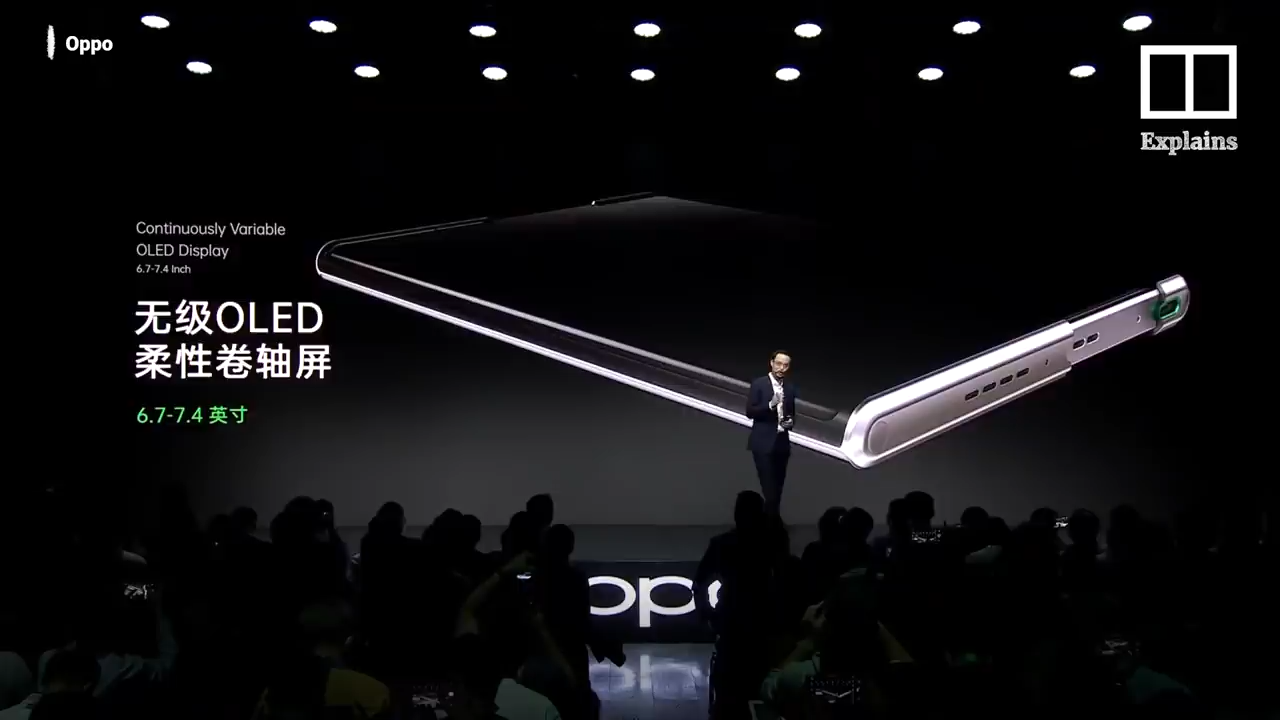 Oppo
Explains
Continuously Variable
OLED Display
6.7-7.4 Inch
无级OLED
柔性卷轴屏
6.7-7.4 英寸
opp